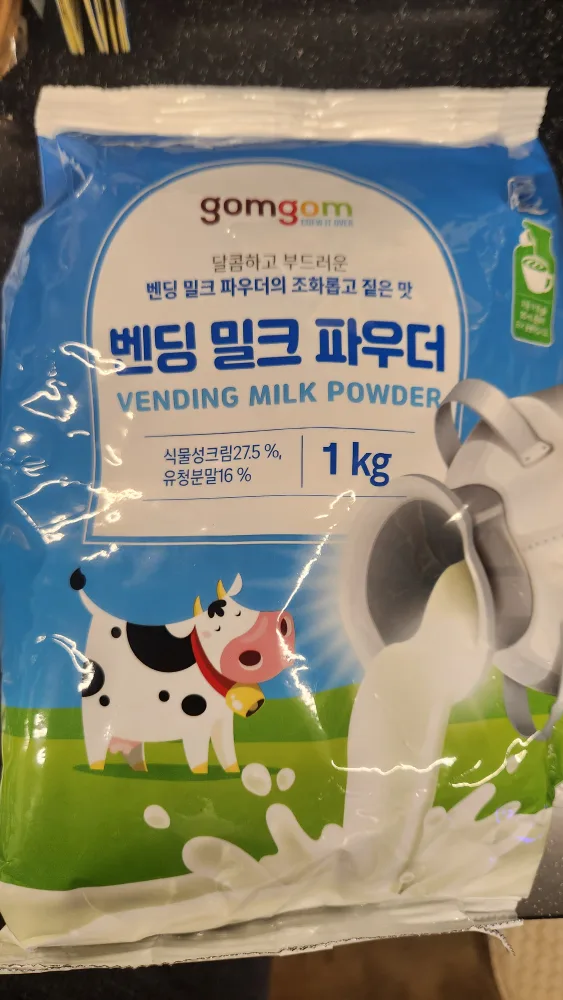 gomgom
달콤하고 부드러운
벤딩 밀크 파우더의 조화롭고 짙은 맛
벤딩 밀크 파우더
VENDING MILK POWDER
식물성크림27.5 %,
유청분말16 %
1 kg